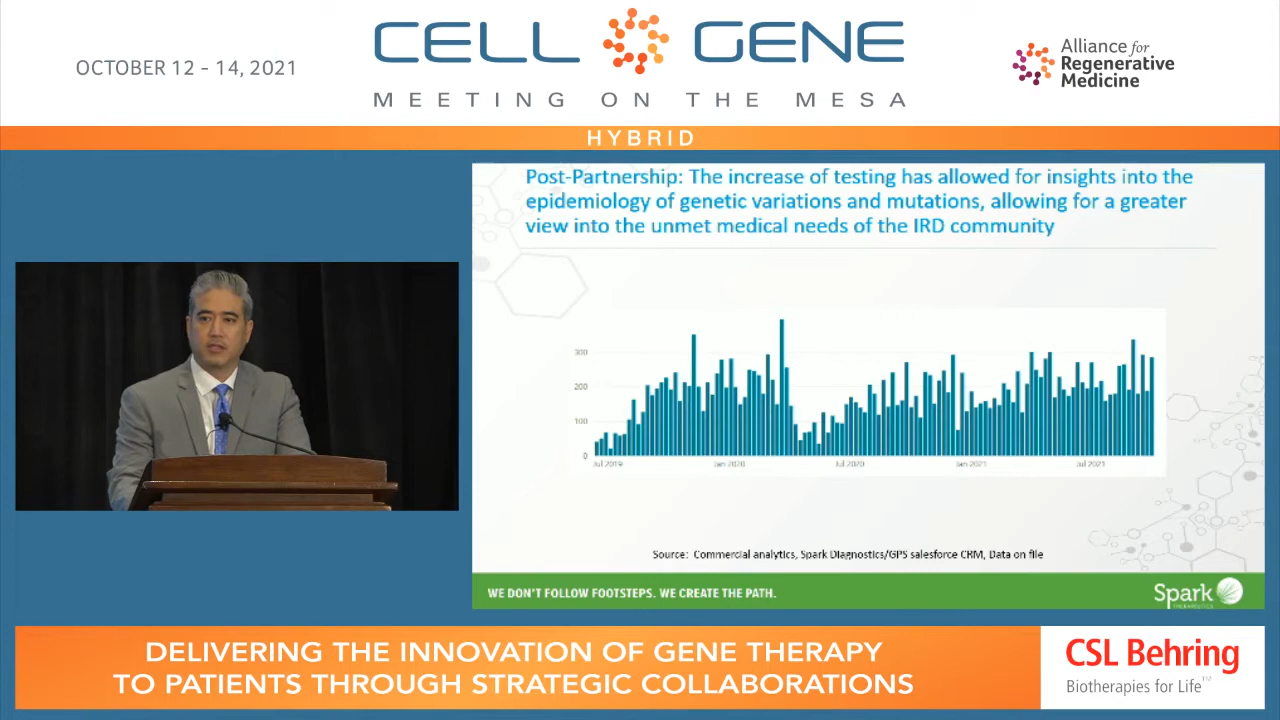 OCTOBER 12 - 14, 2021
CELL GENE
MEETING ON THE MESA
Alliance for
Regenerative
Medicine
HYBRID
Post-Partnership: The increase of testing has allowed for insights into the
epidemiology of genetic variations and mutations, allowing for a greater
view into the unmet medical needs of the IRD community
300
200
100
0
Jul 2019 Jan 2020 Jul 2020 Jan 2021 Jul 2021
Source: Commercial analytics, Spark Diagnostics/GPS salesforce CRM, Data on file
WE DON'T FOLLOW FOOTSTEPS. WE CREATE THE PATH.
Spark
THERAPEUTICS
DELIVERING THE INNOVATION OF GENE THERAPY
TO PATIENTS THROUGH STRATEGIC COLLABORATIONS
CSL Behring
Biotherapies for Life™